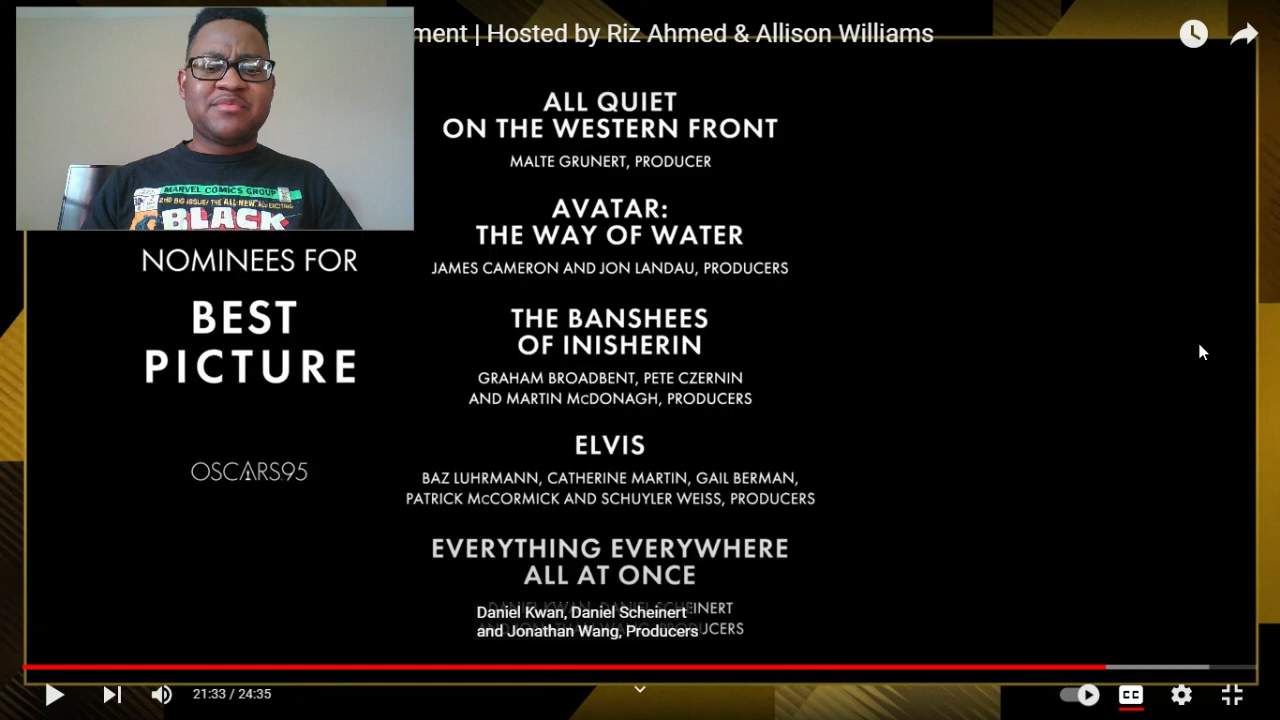 ment | Hosted by Riz Ahmed & Allison Williams
MARVEL COMICS GROUP
BLACK
NOMINEES FOR
BEST
PICTURE
OSCARS95
ALL QUIET
ON THE WESTERN FRONT
MALTE GRUNERT, PRODUCER
AVATAR:
THE WAY OF WATER
JAMES CAMERON AND JON LANDAU, PRODUCERS
THE BANSHEES
OF INISHERIN
GRAHAM BROADBENT, PETE CZERNIN
AND MARTIN McDONAGH, PRODUCERS
ELVIS
BAZ LUHRMANN, CATHERINE MARTIN, GAIL BERMAN,
PATRICK McCORMICK AND SCHUYLER WEISS, PRODUCERS
EVERYTHING EVERYWHERE
ALL AT ONCE
Daniel Kwan, Daniel Scheinert
and Jonathan Wang, Producers
21:33 / 24:35
CC